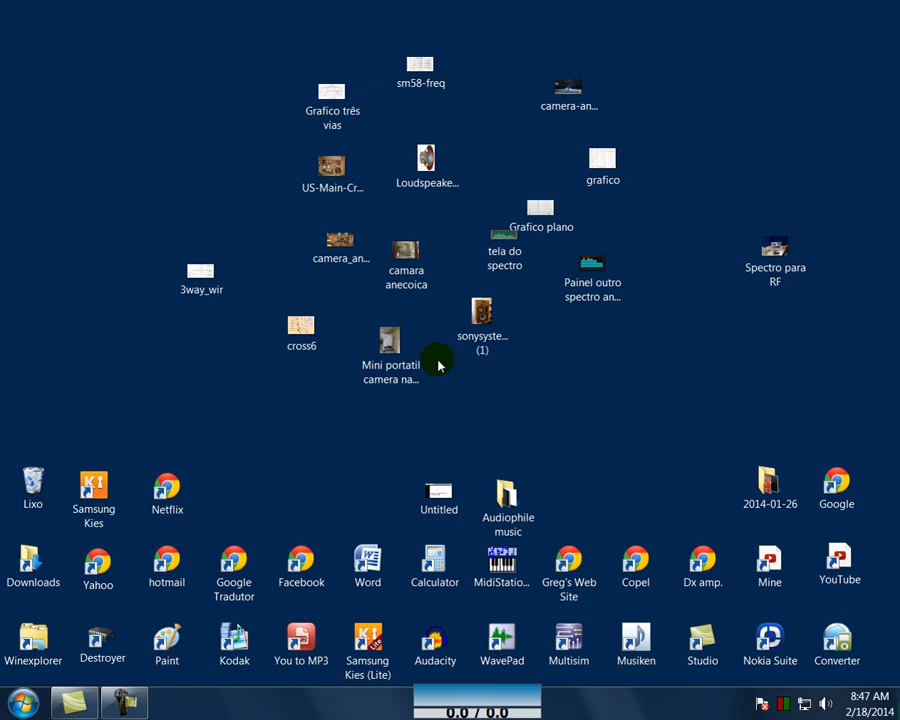 sm58-freq
Grafico três
vias
camera-an...
US-Main-Cr...
Loudspeake...
grafico
Grafico plano
camera_an...
camara
anecoica
tela do
spectro
3way_wir
Painel outro
spectro an...
Spectro para
RF
cross6
Mini portatil
camera na...
sonysyste...
(1)
Lixo
Samsung
Kies
Netflix
Untitled
Audiophile
music
2014-01-26
Google
Downloads
Yahoo
hotmail
Google
Tradutor
Facebook
Word
Calculator
MidiStatio...
Greg's Web
Site
Copel
Dx amp.
Mine
YouTube
Winexplorer
Destroyer
Paint
Kodak
You to MP3
Samsung
Kies (Lite)
Audacity
WavePad
Multisim
Musiken
Studio
Nokia Suite
Converter
0.0 / 0.0
8:47 AM
2/18/2014